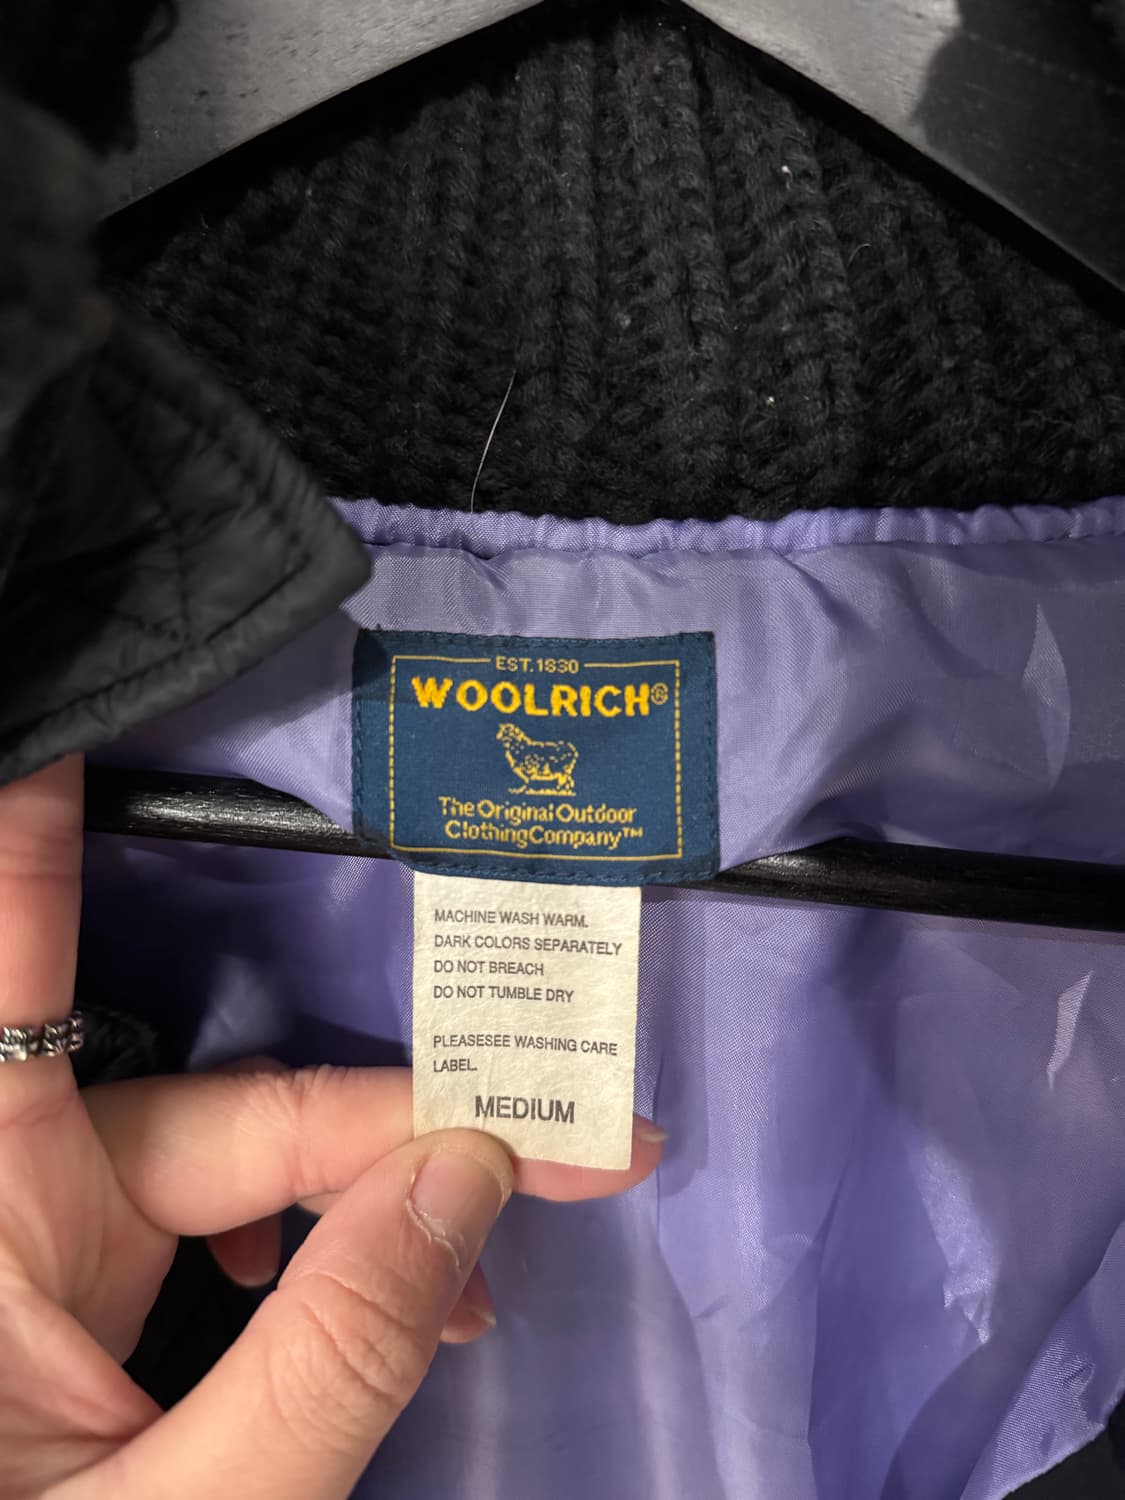 EST.1830
WOOLRICH®
The Original Outdoor
ClothingCompany™
MACHINE WASH WARM.
DARK COLORS SEPARATELY
DO NOT BREACH
DO NOT TUMBLE DRY
PLEASESEE WASHING CARE
LABEL.
MEDIUM